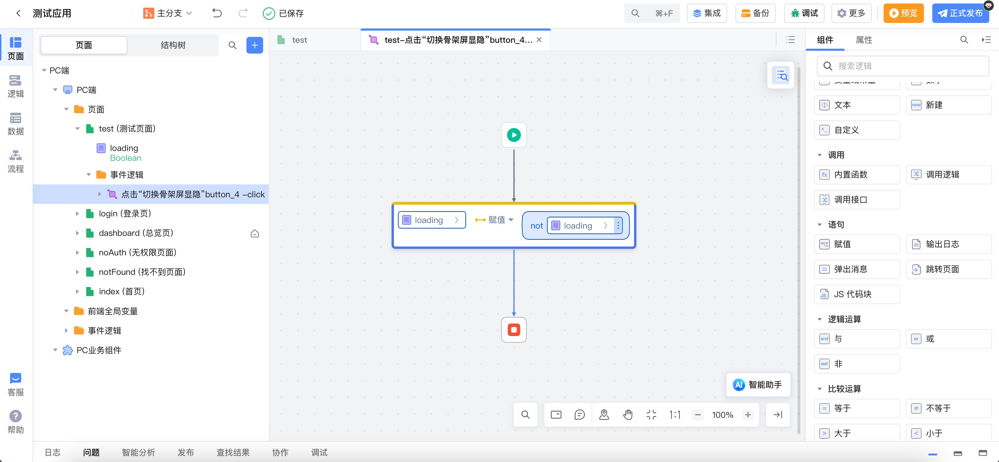 测试应用
主分支
已保存
⌘+F
集成
备份
调试
更多
预览
正式发布
页面
逻辑
数据
流程
客服
帮助
页面
结构树
PC端
PC端
页面
test (测试页面)
局 loading
Boolean
事件逻辑
点击“切换骨架屏显隐”button_4 –click
login (登录页)
dashboard (总览页)
noAuth (无权限页面)
notFound (找不到页面)
index (首页)
前端全局变量
事件逻辑
PC业务组件
test
test-点击“切换骨架屏显隐”button_4...
局 loading
赋值
not 局 loading
AI 智能助手
1:1
100%
组件
属性
搜索逻辑
文本
new 新建
自定义
调用
fx 内置函数
调用逻辑
调用接口
语句
赋值
输出日志
弹出消息
跳转页面
JS JS 代码块
逻辑运算
and 与
or 或
not 非
比较运算
= 等于
≠ 不等于
> 大于
< 小于
日志
问题
智能分析
发布
查找结果
协作
调试